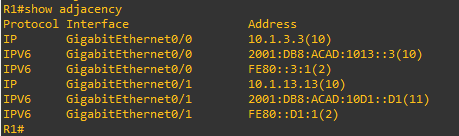 R1#show adjacency
Protocol Interface                 Address
IP       GigabitEthernet0/0        10.1.3.3(10)
IPV6     GigabitEthernet0/0        2001:DB8:ACAD:1013::3(10)
IPV6     GigabitEthernet0/0        FE80::3:1(2)
IP       GigabitEthernet0/1        10.1.13.13(10)
IPV6     GigabitEthernet0/1        2001:DB8:ACAD:10D1::D1(11)
IPV6     GigabitEthernet0/1        FE80::D1:1(2)
R1#